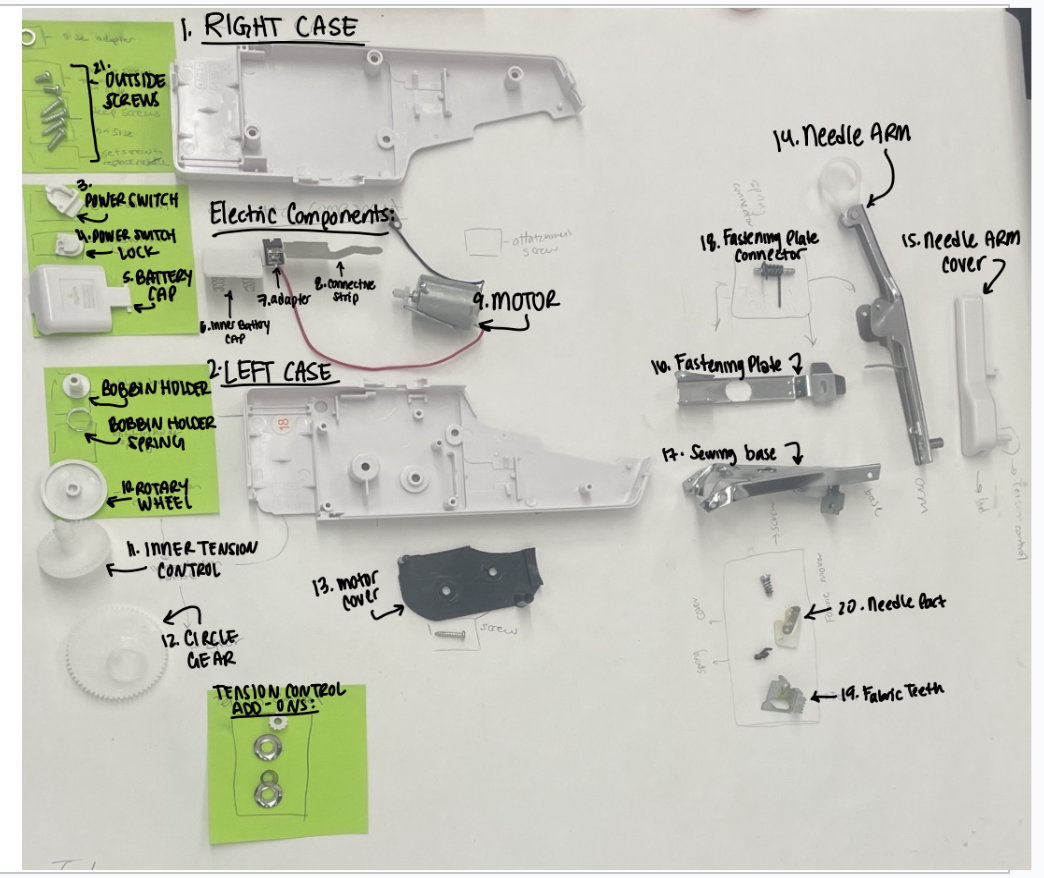 1. RIGHT CASE
side adapter
21. OUTSIDE
SCREWS
screws
on side
3.
POWER SWITCH
4. POWER SWITCH
LOCK
5. BATTERY
CAP
Electric Components:
- attatchment
screw
6. inner Battery
CAP
7. adapter
8. connective
strip
9. MOTOR
2. LEFT CASE
18
BOBBIN HOLDER
BOBBIN HOLDER
SPRING
10. ROTARY
WHEEL
11. INNER TENSION
CONTROL
12. CIRCLE
GEAR
13. motor
cover
screw
TENSION CONTROL
ADD-ONS:
14. Needle ARM
15. Needle ARM
cover
spring
connector
18. Fastening Plate
connector
16. Fastening Plate
17. Sewing base
base
arm
lid
tension control
screw
cover
spring
20. Needle Part
19. Fabric Teeth